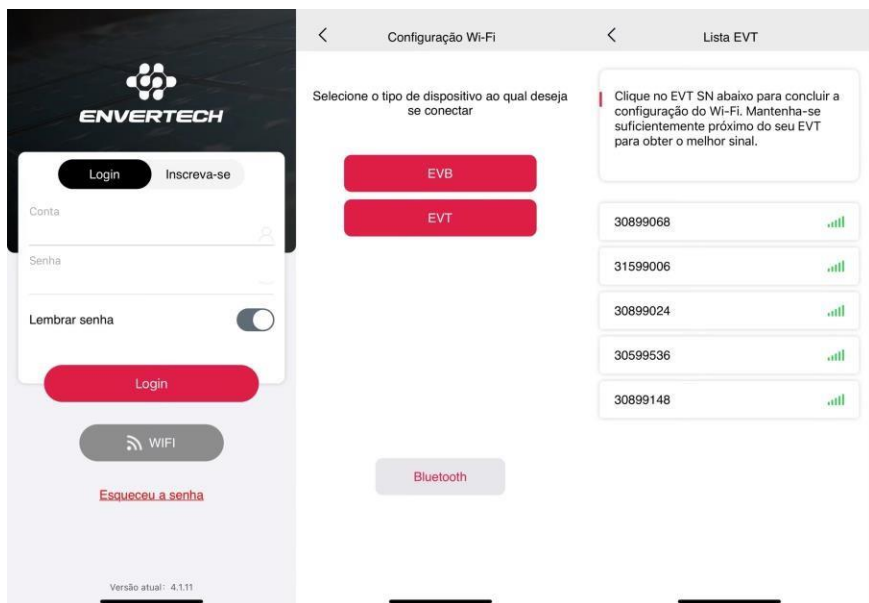 ENVERTECH
Login
Inscreva-se
Conta
Senha
Lembrar senha
Login
WIFI
Esqueceu a senha
Versão atual: 4.1.11
Configuração Wi-Fi
Selecione o tipo de dispositivo ao qual deseja
se conectar
EVB
EVT
Bluetooth
Lista EVT
Clique no EVT SN abaixo para concluir a
configuração do Wi-Fi. Mantenha-se
suficientemente próximo do seu EVT
para obter o melhor sinal.
30899068
31599006
30899024
30599536
30899148